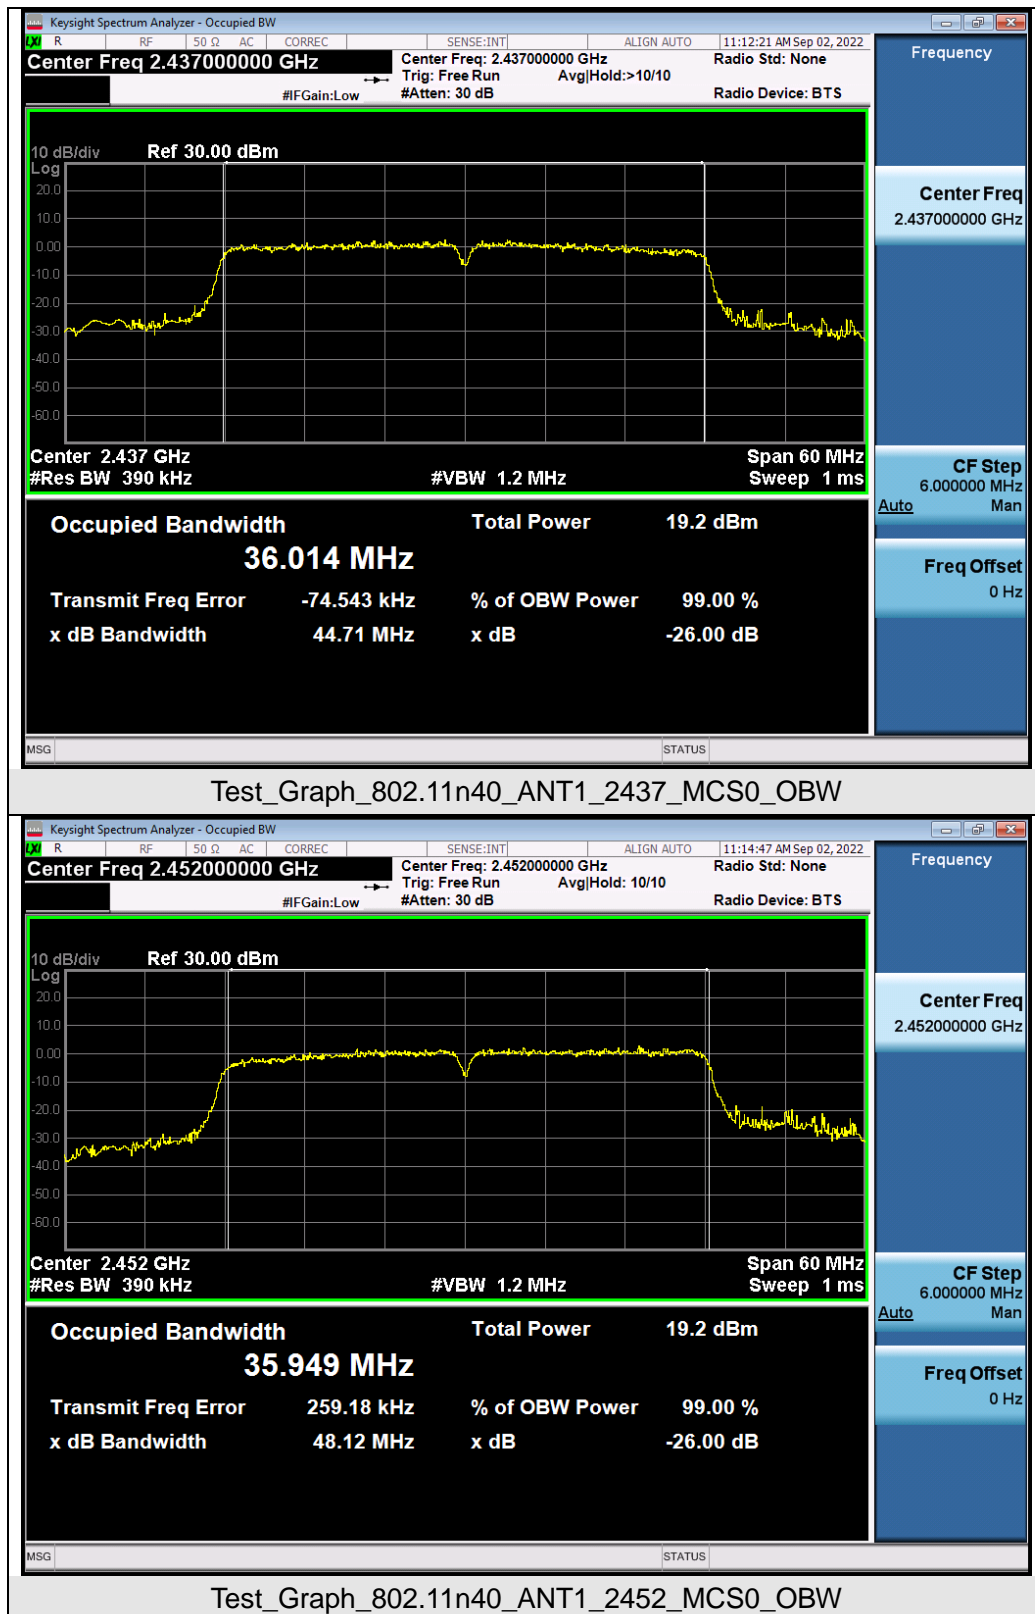 Keysight Spectrum Analyzer - Occupied BW
LXI R RF 50 Ω AC CORREC SENSE:INT ALIGN AUTO 11:12:21 AM Sep 02, 2022
Center Freq 2.437000000 GHz
Center Freq: 2.437000000 GHz
Radio Std: None
Trig: Free Run Avg|Hold:>10/10
#IFGain:Low
#Atten: 30 dB
Radio Device: BTS
Frequency
10 dB/div Ref 30.00 dBm
Log
20.0
10.0
0.00
-10.0
-20.0
-30.0
-40.0
-50.0
-60.0
Center 2.437 GHz
Span 60 MHz
#Res BW 390 kHz
#VBW 1.2 MHz
Sweep 1 ms
Center Freq
2.437000000 GHz
CF Step
6.000000 MHz
Auto Man
Freq Offset
0 Hz
Occupied Bandwidth
Total Power 19.2 dBm
36.014 MHz
Transmit Freq Error -74.543 kHz
% of OBW Power 99.00 %
x dB Bandwidth 44.71 MHz
x dB -26.00 dB
MSG STATUS
Test_Graph_802.11n40_ANT1_2437_MCS0_OBW
Keysight Spectrum Analyzer - Occupied BW
LXI R RF 50 Ω AC CORREC SENSE:INT ALIGN AUTO 11:14:47 AM Sep 02, 2022
Center Freq 2.452000000 GHz
Center Freq: 2.452000000 GHz
Radio Std: None
Trig: Free Run Avg|Hold: 10/10
#IFGain:Low
#Atten: 30 dB
Radio Device: BTS
Frequency
10 dB/div Ref 30.00 dBm
Log
20.0
10.0
0.00
-10.0
-20.0
-30.0
-40.0
-50.0
-60.0
Center 2.452 GHz
Span 60 MHz
#Res BW 390 kHz
#VBW 1.2 MHz
Sweep 1 ms
Center Freq
2.452000000 GHz
CF Step
6.000000 MHz
Auto Man
Freq Offset
0 Hz
Occupied Bandwidth
Total Power 19.2 dBm
35.949 MHz
Transmit Freq Error 259.18 kHz
% of OBW Power 99.00 %
x dB Bandwidth 48.12 MHz
x dB -26.00 dB
MSG STATUS
Test_Graph_802.11n40_ANT1_2452_MCS0_OBW